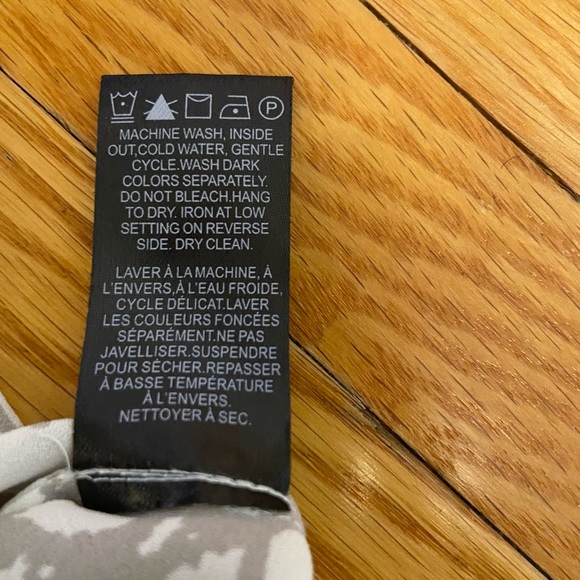 P
MACHINE WASH, INSIDE
OUT,COLD WATER, GENTLE
CYCLE.WASH DARK
COLORS SEPARATELY.
DO NOT BLEACH.HANG
TO DRY. IRON AT LOW
SETTING ON REVERSE
SIDE. DRY CLEAN.
LAVER À LA MACHINE, À
L'ENVERS,À L'EAU FROIDE,
CYCLE DÉLICAT.LAVER
LES COULEURS FONCÉES
SÉPARÉMENT.NE PAS
JAVELLISER.SUSPENDRE
POUR SÉCHER.REPASSER
À BASSE TEMPÉRATURE
À L'ENVERS.
NETTOYER À SEC.